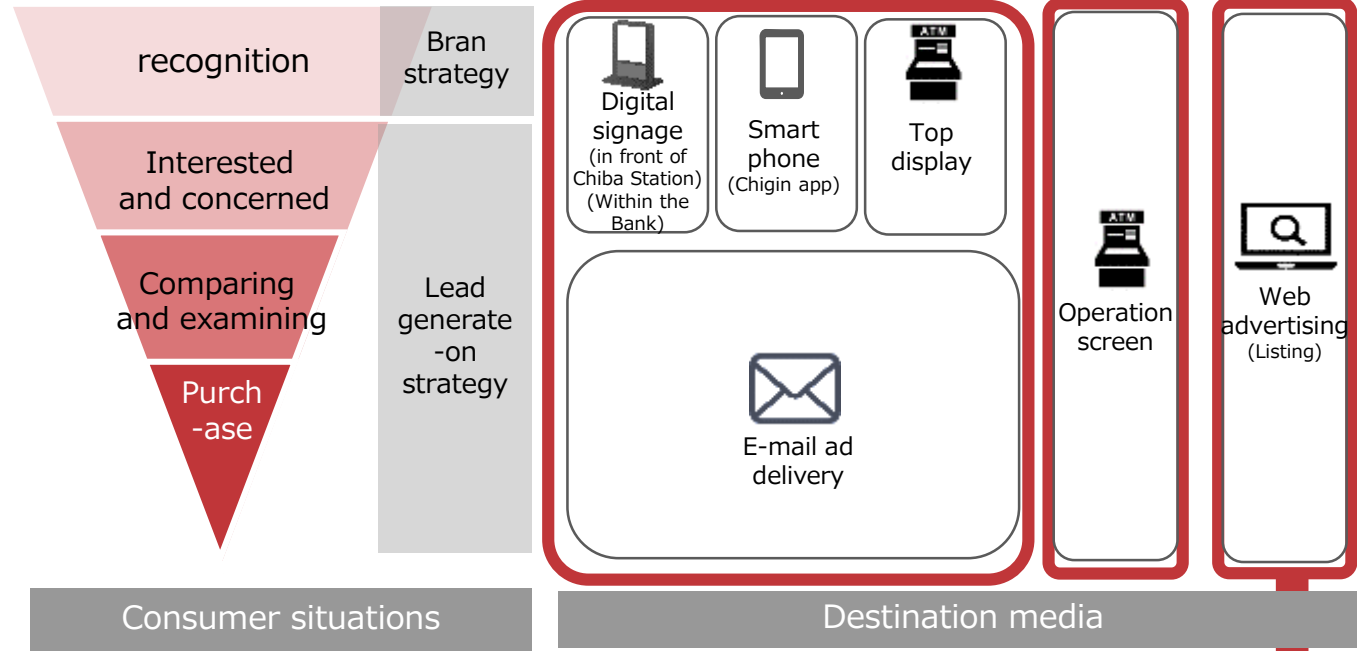 recognition
Interested
and concerned
Comparing
and examining
Purch
-ase
Bran
strategy
Lead
generate
-on
strategy
Digital
signage
(in front of
Chiba Station)
(Within the
Bank)
Smart
phone
(Chigin app)
ATM
Top
display
E-mail ad
delivery
ATM
Operation
screen
Web
advertising
(Listing)
Consumer situations
Destination media